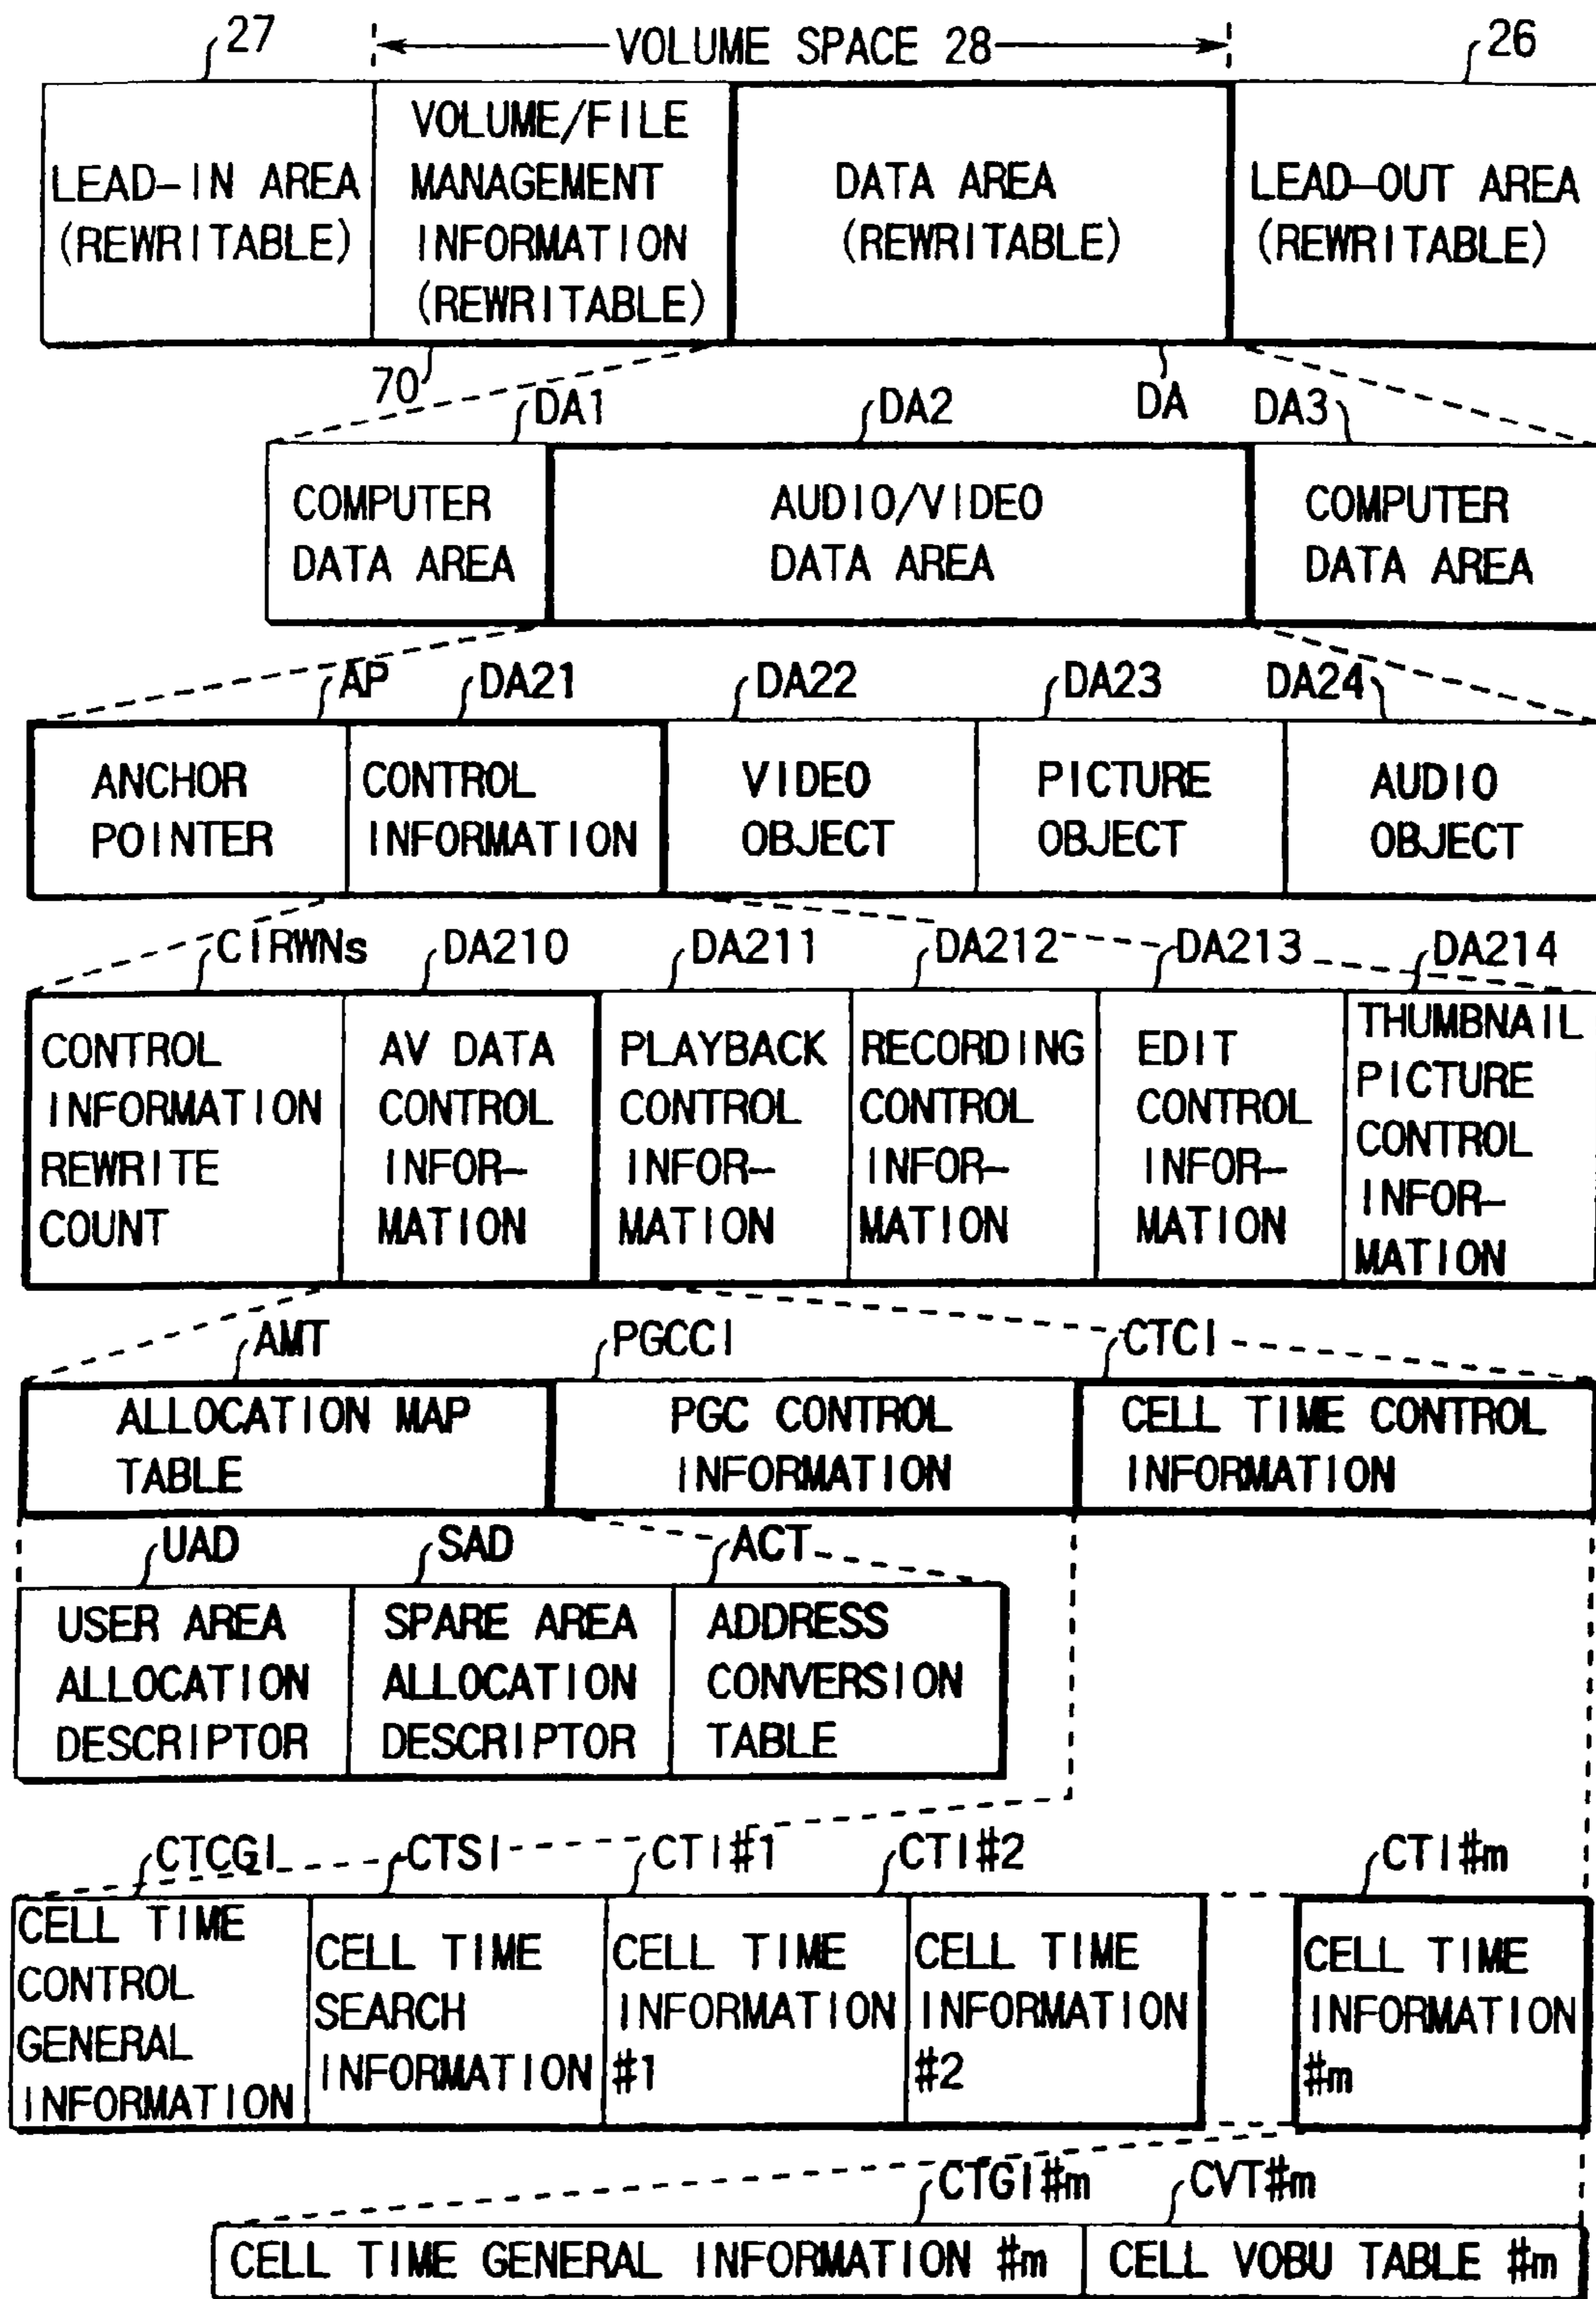 27
VOLUME SPACE 28
26
LEAD-IN AREA
(REWRITABLE)
VOLUME/FILE
MANAGEMENT
INFORMATION
(REWRITABLE)
DATA AREA
(REWRITABLE)
LEAD-OUT AREA
(REWRITABLE)
70
DA
DA1
DA2
DA3
COMPUTER
DATA AREA
AUDIO/VIDEO
DATA AREA
COMPUTER
DATA AREA
AP
DA21
DA22
DA23
DA24
ANCHOR
POINTER
CONTROL
INFORMATION
VIDEO
OBJECT
PICTURE
OBJECT
AUDIO
OBJECT
CIRWNs
DA210
DA211
DA212
DA213
DA214
CONTROL
INFORMATION
REWRITE
COUNT
AV DATA
CONTROL
INFOR-
MATION
PLAYBACK
CONTROL
INFOR-
MATION
RECORDING
CONTROL
INFOR-
MATION
EDIT
CONTROL
INFOR-
MATION
THUMBNAIL
PICTURE
CONTROL
INFOR-
MATION
AMT
PGCCI
CTCI
ALLOCATION MAP
TABLE
PGC CONTROL
INFORMATION
CELL TIME CONTROL
INFORMATION
UAD
SAD
ACT
USER AREA
ALLOCATION
DESCRIPTOR
SPARE AREA
ALLOCATION
DESCRIPTOR
ADDRESS
CONVERSION
TABLE
CTCGI
CTSI
CTI#1
CTI#2
CTI#m
CELL TIME
CONTROL
GENERAL
INFORMATION
CELL TIME
SEARCH
INFORMATION
CELL TIME
INFORMATION
#1
CELL TIME
INFORMATION
#2
CELL TIME
INFORMATION
#m
CTGI#m
CVT#m
CELL TIME GENERAL INFORMATION #m
CELL VOBU TABLE #m